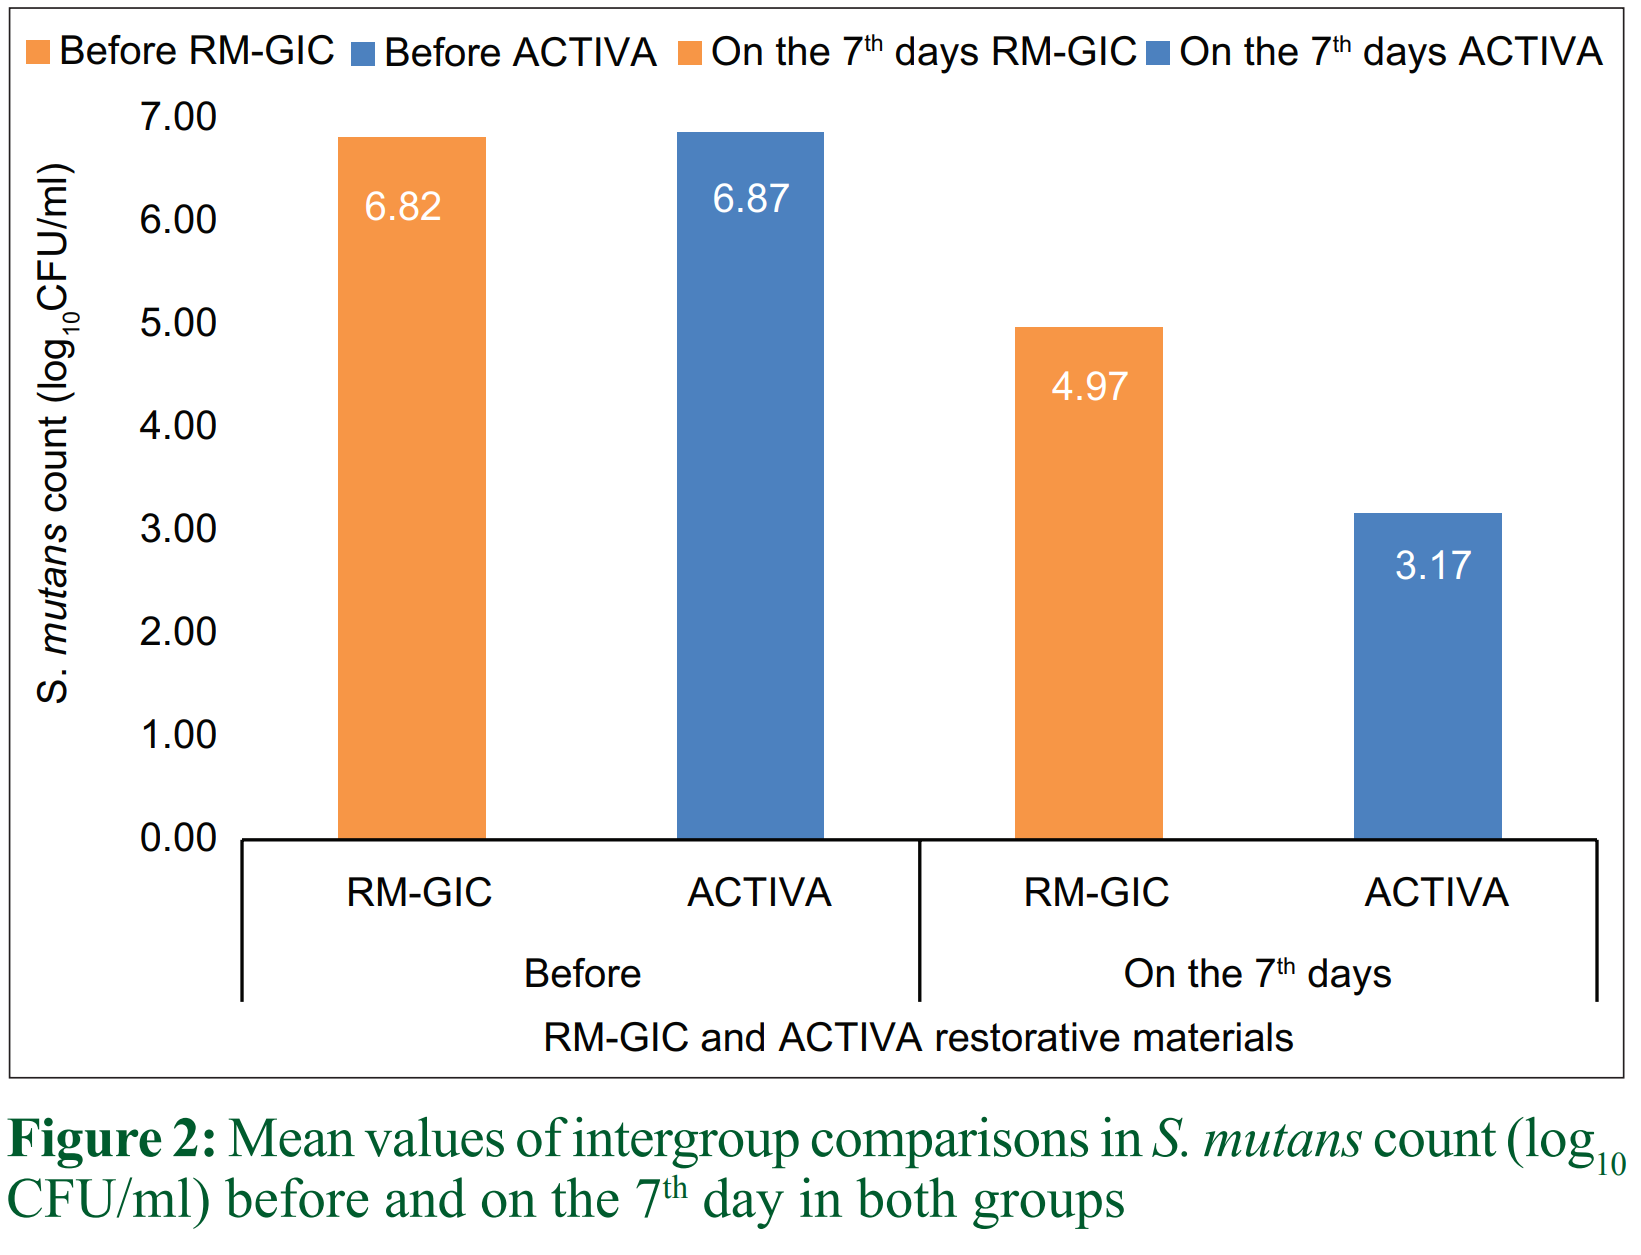 Before RM-GIC Before ACTIVA On the 7th days RM-GIC On the 7th days ACTIVA
S. mutans count (log10CFU/ml)
7.00
6.00
5.00
4.00
3.00
2.00
1.00
0.00
6.82
6.87
4.97
3.17
RM-GIC ACTIVA RM-GIC ACTIVA
Before On the 7th days
RM-GIC and ACTIVA restorative materials
Figure 2: Mean values of intergroup comparisons in S. mutans count (log10
CFU/ml) before and on the 7th day in both groups